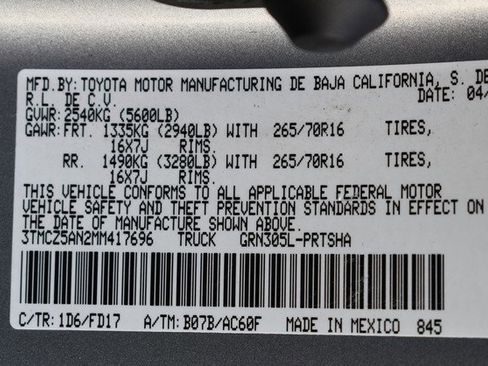 MFD.BY:TOYOTA MOTOR MANUFACTURING DE BAJA CALIFORNIA, S. DE
R.L. DE C.V. DATE: 04/
GVWR:2540KG (5600LB)
GAWR:FRT. 1335KG (2940LB) WITH 265/70R16 TIRES,
16X7J RIMS.
RR. 1490KG (3280LB) WITH 265/70R16 TIRES,
16X7J RIMS.
THIS VEHICLE CONFORMS TO ALL APPLICABLE FEDERAL MOTOR
VEHICLE SAFETY AND THEFT PREVENTION STANDARDS IN EFFECT ON
THE DATE OF MANUFACTURE SHOWN ABOVE.
3TMCZ5AN2MM417696 TRUCK GRN305L-PRTSHA
C/TR: 1D6/FD17 A/TM: B07B/AC60F MADE IN MEXICO 845